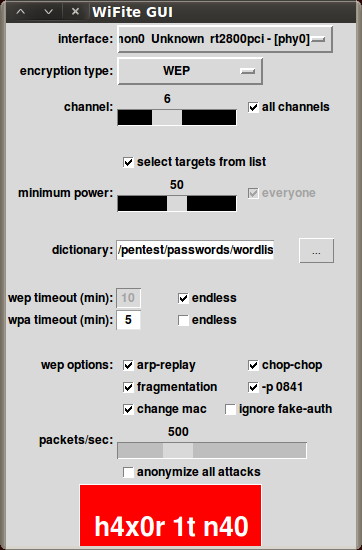 WiFite GUI
interface: mon0 Unknown rt2800pci - [phy0]
encryption type: WEP
6
channel: all channels
select targets from list
50
minimum power: everyone
dictionary: /pentest/passwords/wordlis ...
wep timeout (min): 10 endless
wpa timeout (min): 5 endless
wep options: arp-replay chop-chop
fragmentation -p 0841
change mac ignore fake-auth
500
packets/sec:
anonymize all attacks
h4x0r 1t n40